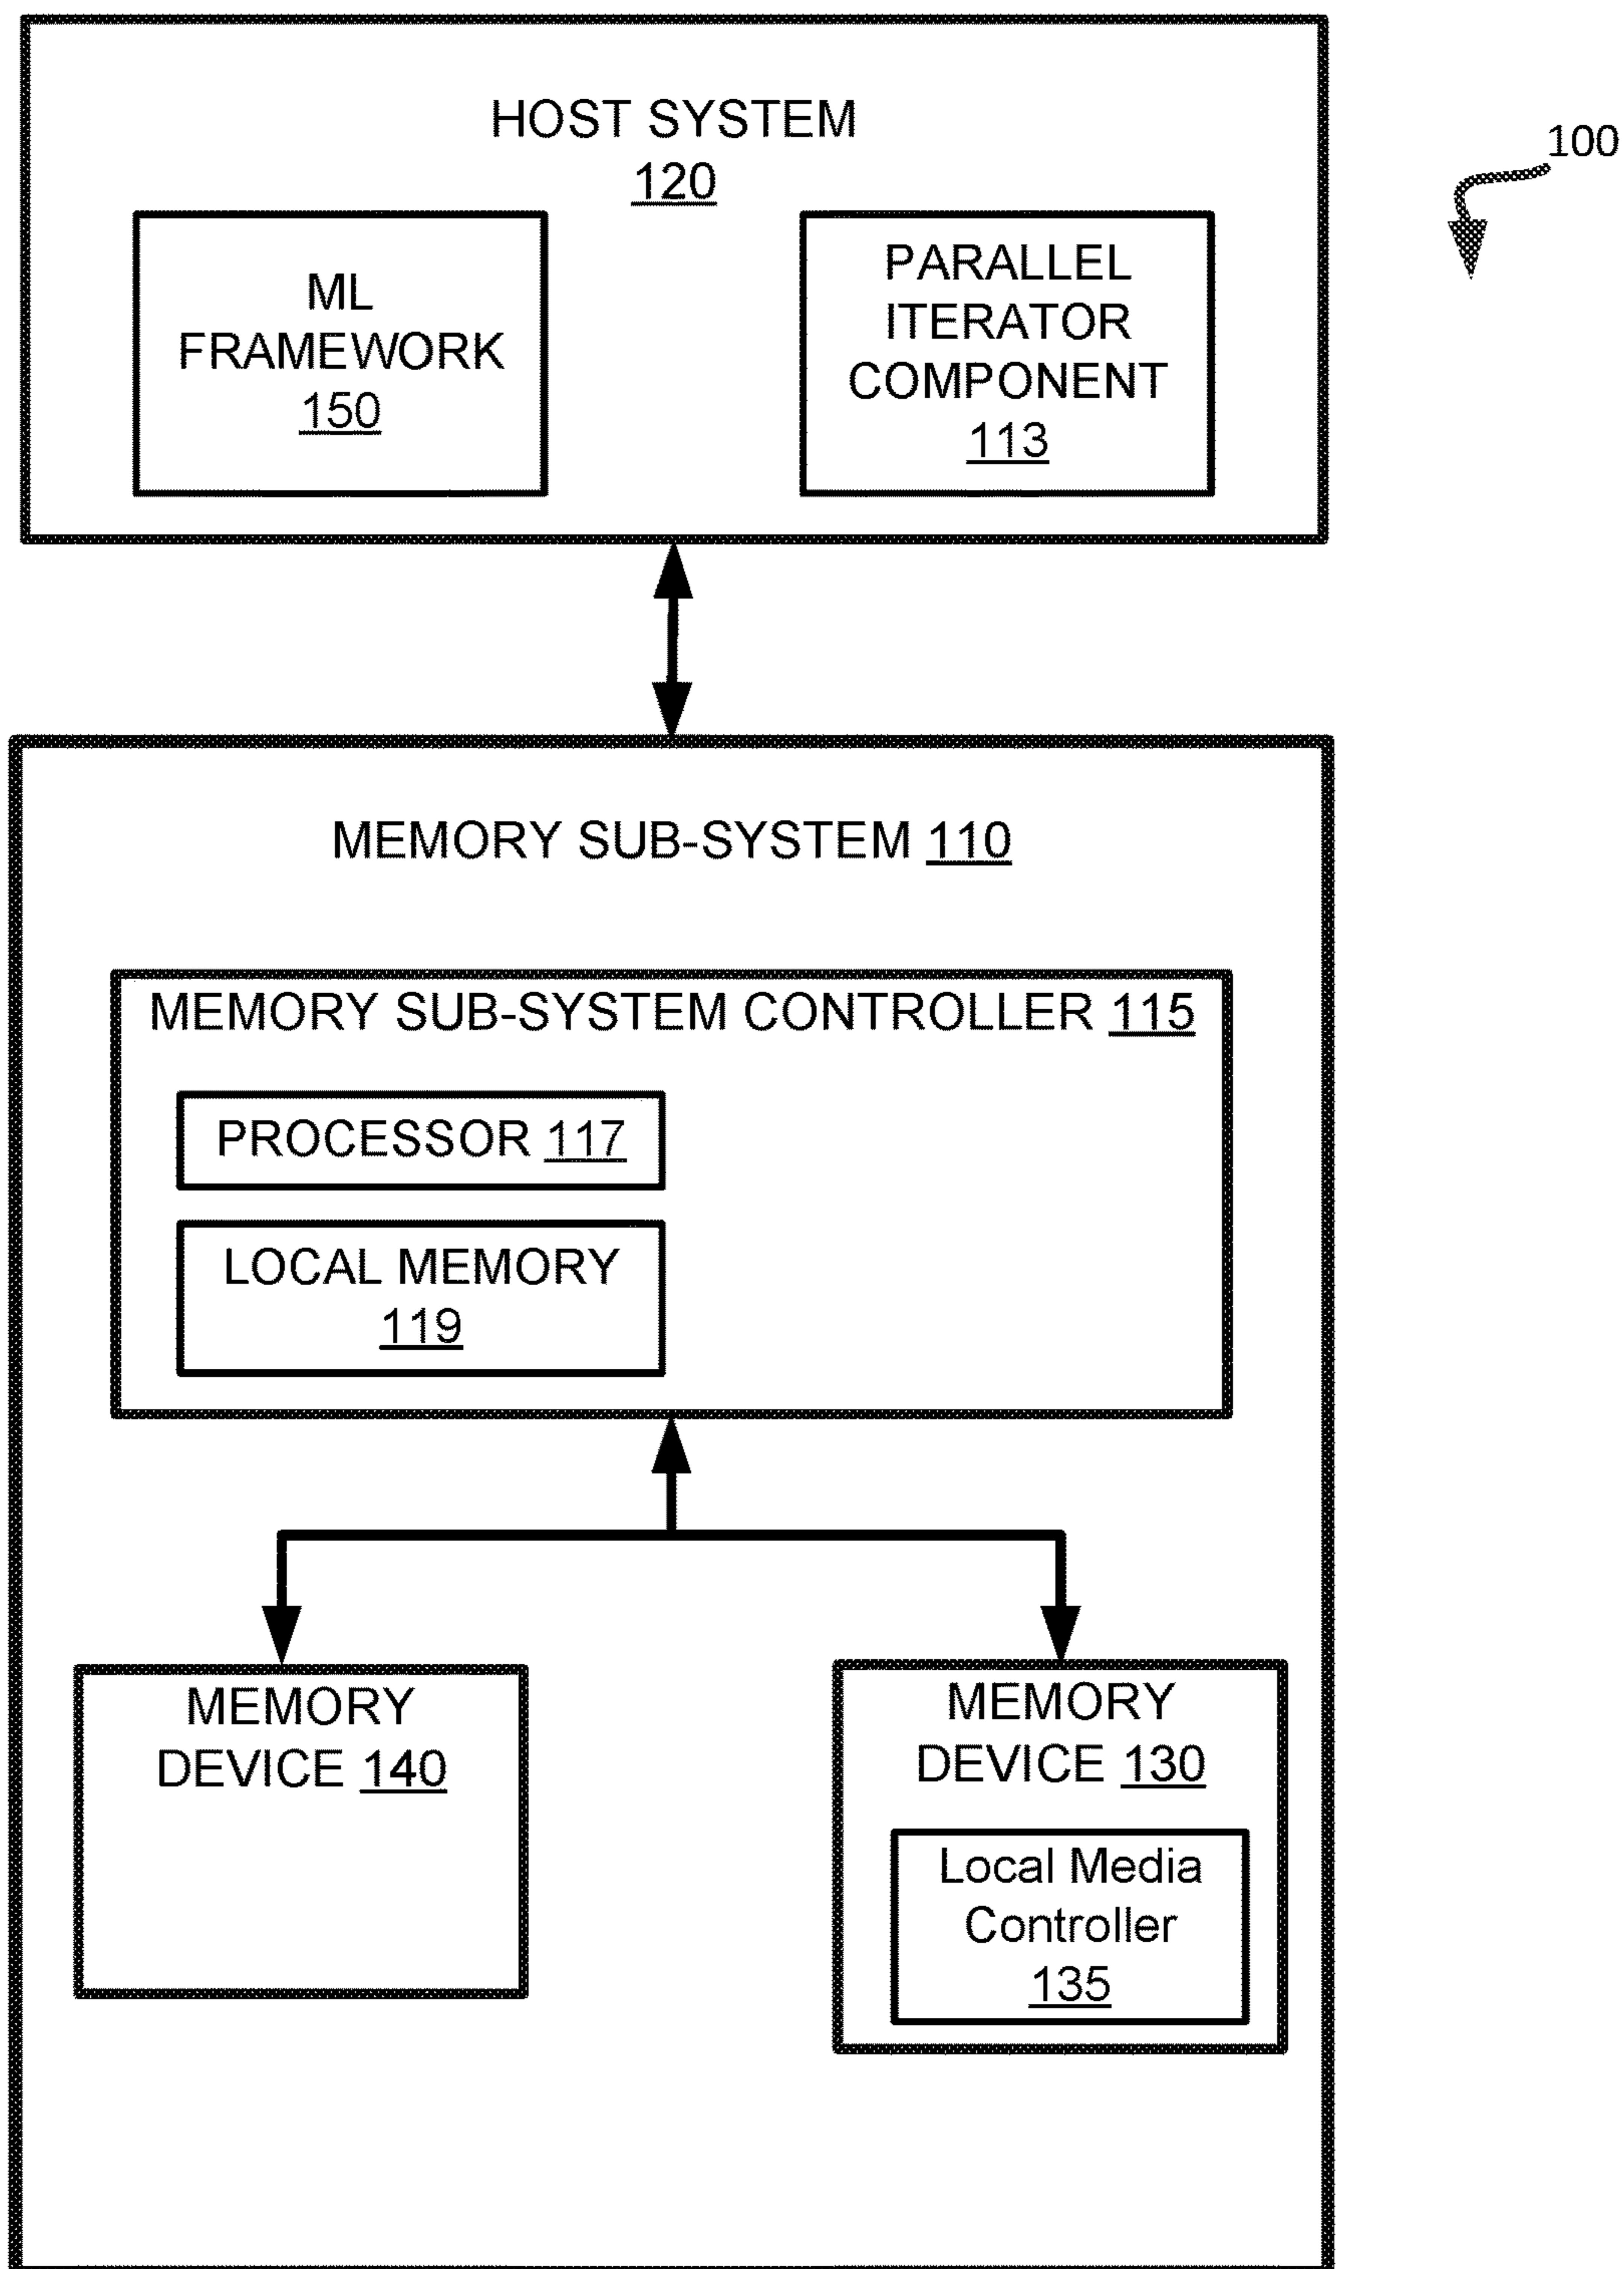 HOST SYSTEM
120
100
ML
FRAMEWORK
150
PARALLEL
ITERATOR
COMPONENT
113
MEMORY SUB-SYSTEM 110
MEMORY SUB-SYSTEM CONTROLLER 115
PROCESSOR 117
LOCAL MEMORY
119
MEMORY
DEVICE 140
MEMORY
DEVICE 130
Local Media
Controller
135